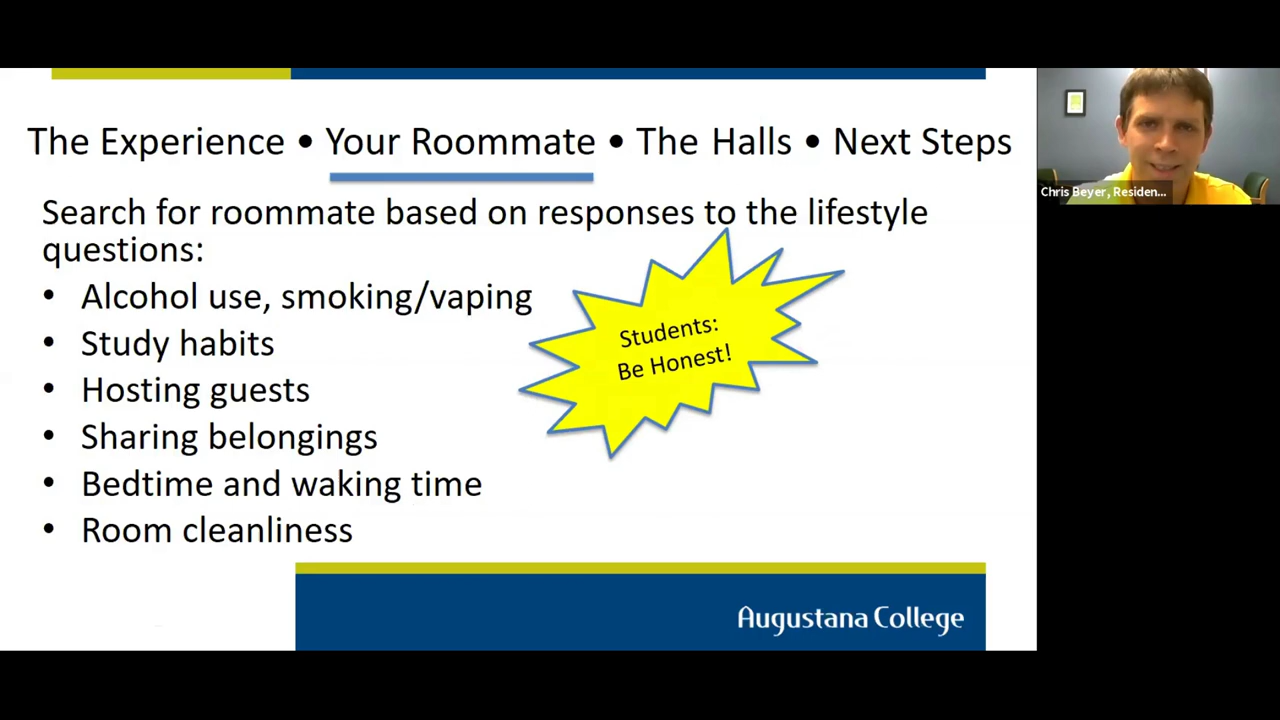 The Experience • Your Roommate • The Halls • Next Steps
Search for roommate based on responses to the lifestyle
questions:
• Alcohol use, smoking/vaping
• Study habits
• Hosting guests
• Sharing belongings
• Bedtime and waking time
• Room cleanliness
Students:
Be Honest!
Augustana College
Chris Beyer, Residen...